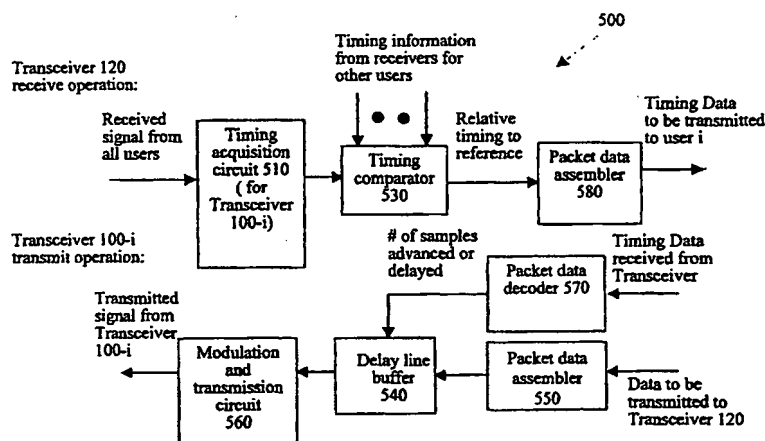 500
Timing information
from receivers for
other users
Transceiver 120
receive operation:
Received
signal from
all users
Timing
acquisition
circuit 510
( for
Transceiver
100-i)
Timing
comparator
530
Relative
timing to
reference
Packet data
assembler
580
Timing Data
to be transmitted
to user i
Transceiver 100-i
transmit operation:
# of samples
advanced or
delayed
Packet data
decoder 570
Timing Data
received from
Transceiver
Transmitted
signal from
Transceiver
100-i
Modulation
and
transmission
circuit
560
Delay line
buffer
540
Packet data
assembler
550
Data to be
transmitted to
Transceiver 120